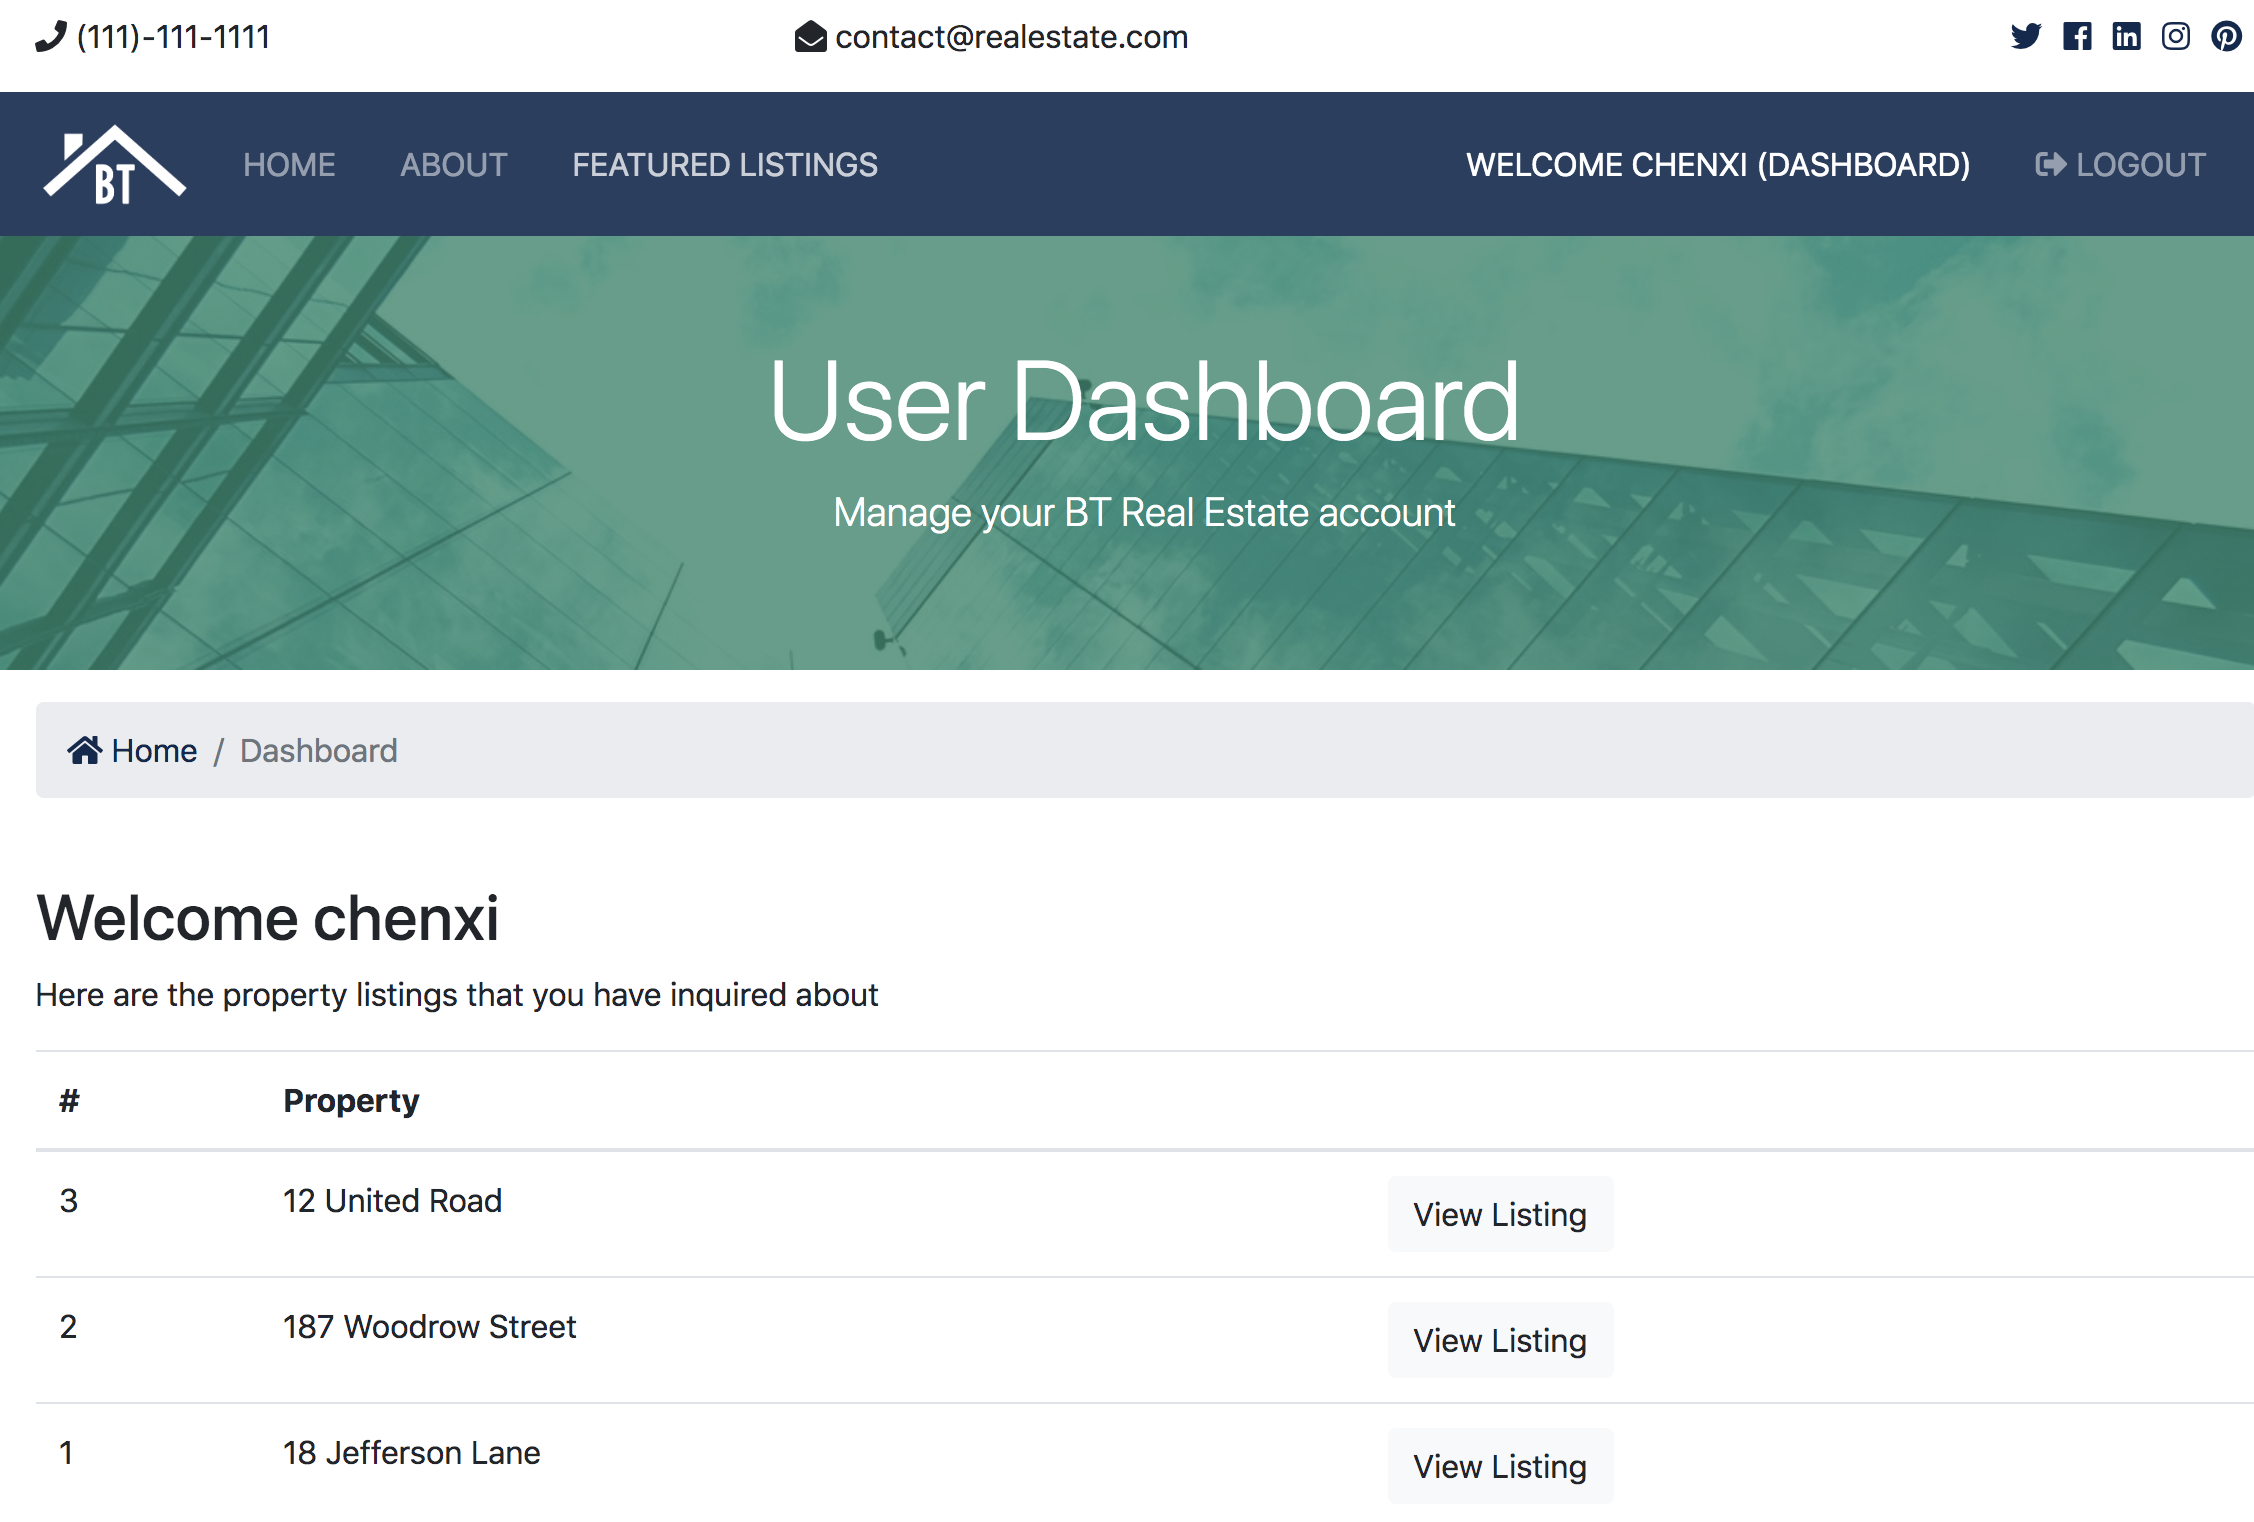 (111)-111-1111
contact@realestate.com
BT
HOME
ABOUT
FEATURED LISTINGS
WELCOME CHENXI (DASHBOARD)
LOGOUT
User Dashboard
Manage your BT Real Estate account
Home / Dashboard
Welcome chenxi
Here are the property listings that you have inquired about
# Property
3 12 United Road View Listing
2 187 Woodrow Street View Listing
1 18 Jefferson Lane View Listing